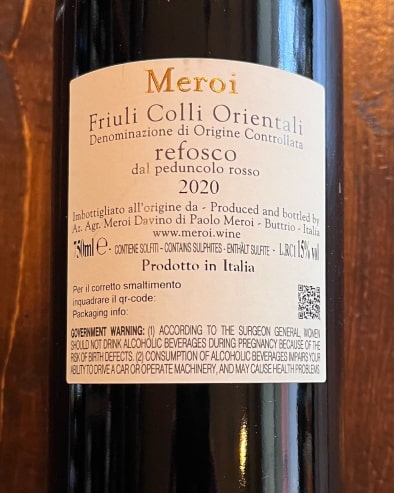 Meroi
Friuli Colli Orientali
Denominazione di Origine Controllata
refosco
dal peduncolo rosso
2020
Imbottigliato all'origine da - Produced and bottled by
Az. Agr. Meroi Davino di Paolo Meroi - Buttrio - Italia
www.meroi.wine
750ml ℮ - CONTIENE SOLFITI - CONTAINS SULPHITES - ENTHÄLT SULFITE - L.RC1 15% vol
Prodotto in Italia
Per il corretto smaltimento
inquadrare il qr-code:
Packaging info:
GOVERNMENT WARNING: (1) ACCORDING TO THE SURGEON GENERAL, WOMEN
SHOULD NOT DRINK ALCOHOLIC BEVERAGES DURING PREGNANCY BECAUSE OF THE
RISK OF BIRTH DEFECTS. (2) CONSUMPTION OF ALCOHOLIC BEVERAGES IMPAIRS YOUR
ABILITY TO DRIVE A CAR OR OPERATE MACHINERY, AND MAY CAUSE HEALTH PROBLEMS